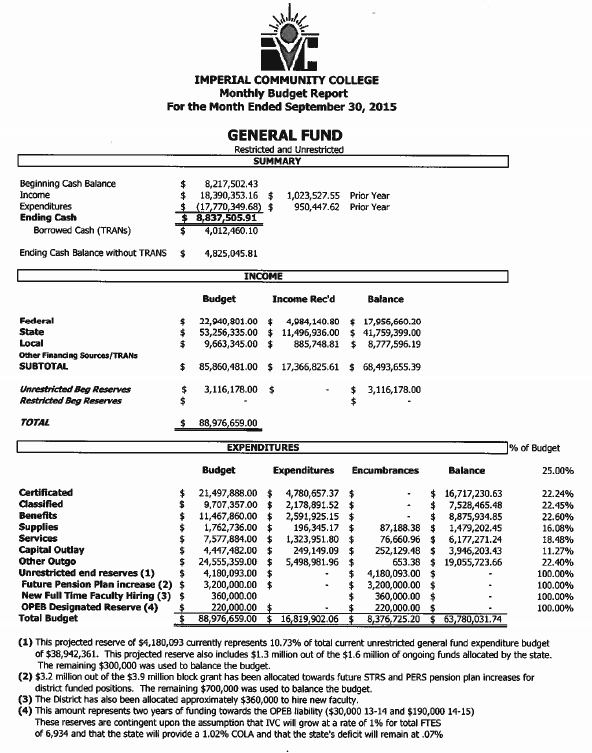 IVC
IMPERIAL COMMUNITY COLLEGE
Monthly Budget Report
For the Month Ended September 30, 2015
GENERAL FUND
Restricted and Unrestricted
SUMMARY
Beginning Cash Balance $ 8,217,502.43
Income $ 18,390,353.16 $ 1,023,527.55 Prior Year
Expenditures $ (17,770,349.68) $ 950,447.62 Prior Year
Ending Cash $ 8,837,505.91
Borrowed Cash (TRANs) $ 4,012,460.10
Ending Cash Balance without TRANS $ 4,825,045.81
INCOME
Budget Income Rec'd Balance
Federal $ 22,940,801.00 $ 4,984,140.80 $ 17,956,660.20
State $ 53,256,335.00 $ 11,496,936.00 $ 41,759,399.00
Local $ 9,663,345.00 $ 885,748.81 $ 8,777,596.19
Other Financing Sources/TRANs
SUBTOTAL $ 85,860,481.00 $ 17,366,825.61 $ 68,493,655.39
Unrestricted Beg Reserves $ 3,116,178.00 $ - $ 3,116,178.00
Restricted Beg Reserves $ - $ -
TOTAL $ 88,976,659.00
EXPENDITURES % of Budget
Budget Expenditures Encumbrances Balance 25.00%
Certificated $ 21,497,888.00 $ 4,780,657.37 $ - $ 16,717,230.63 22.24%
Classified $ 9,707,357.00 $ 2,178,891.52 $ - $ 7,528,465.48 22.45%
Benefits $ 11,467,860.00 $ 2,591,925.15 $ - $ 8,875,934.85 22.60%
Supplies $ 1,762,736.00 $ 196,345.17 $ 87,188.38 $ 1,479,202.45 16.08%
Services $ 7,577,884.00 $ 1,323,951.80 $ 76,660.96 $ 6,177,271.24 18.48%
Capital Outlay $ 4,447,482.00 $ 249,149.09 $ 252,129.48 $ 3,946,203.43 11.27%
Other Outgo $ 24,555,359.00 $ 5,498,981.96 $ 653.38 $ 19,055,723.66 22.40%
Unrestricted end reserves (1) $ 4,180,093.00 $ - $ 4,180,093.00 $ - 100.00%
Future Pension Plan increase (2) $ 3,200,000.00 $ - $ 3,200,000.00 $ - 100.00%
New Full Time Faculty Hiring (3) $ 360,000.00 $ 360,000.00 $ - 100.00%
OPEB Designated Reserve (4) $ 220,000.00 $ - $ 220,000.00 $ - 100.00%
Total Budget $ 88,976,659.00 $ 16,819,902.06 $ 8,376,725.20 $ 63,780,031.74
(1) This projected reserve of $4,180,093 currently represents 10.73% of total current unrestricted general fund expenditure budget
of $38,942,361. This projected reserve also includes $1.3 million out of the $1.6 million of ongoing funds allocated by the state.
The remaining $300,000 was used to balance the budget.
(2) $3.2 million out of the $3.9 million block grant has been allocated towards future STRS and PERS pension plan increases for
district funded positions. The remaining $700,000 was used to balance the budget.
(3) The District has also been allocated approximately $360,000 to hire new faculty.
(4) This amount represents two years of funding towards the OPEB liability ($30,000 13-14 and $190,000 14-15)
These reserves are contingent upon the assumption that IVC will grow at a rate of 1% for total FTES
of 6,934 and that the state will provide a 1.02% COLA and that the state's deficit will remain at .07%